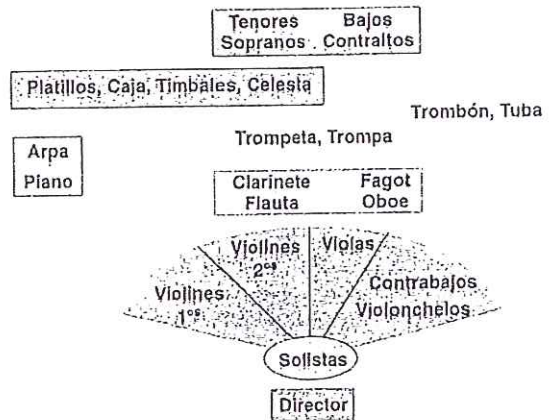 Tenores Bajos
Sopranos Contraltos
Platillos, Caja, Timbales, Celesta
Trombón, Tuba
Trompeta, Trompa
Arpa
Piano
Clarinete Fagot
Flauta Oboe
Violines
2ºˢ
Violas
Violines
1ºˢ
Contrabajos
Violonchelos
Solistas
Director